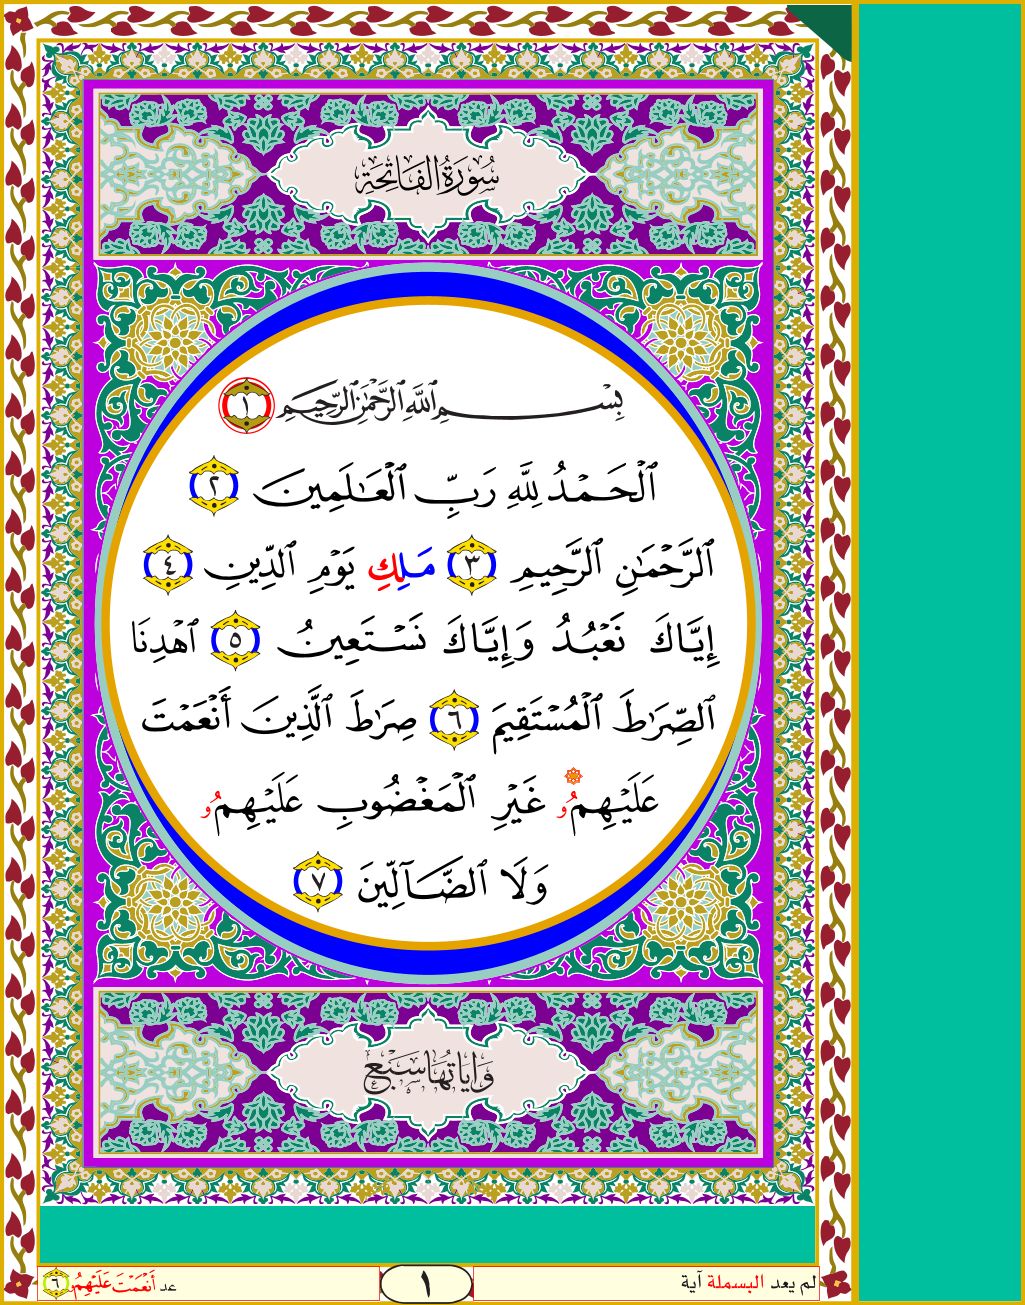 سُورَةُ الفَاتِحَةِ
بِسۡمِ ٱللَّهِ ٱلرَّحۡمَٰنِ ٱلرَّحِيمِ ١
ٱلۡحَمۡدُ لِلَّهِ رَبِّ ٱلۡعَٰلَمِينَ ٢
ٱلرَّحۡمَٰنِ ٱلرَّحِيمِ ٣ مَلِكِ يَوۡمِ ٱلدِّينِ ٤
إِيَّاكَ نَعۡبُدُ وَإِيَّاكَ نَسۡتَعِينُ ٥ ٱهۡدِنَا
ٱلصِّرَٰطَ ٱلۡمُسۡتَقِيمَ ٦ صِرَٰطَ ٱلَّذِينَ أَنۡعَمۡتَ
عَلَيۡهِمُو غَيۡرِ ٱلۡمَغۡضُوبِ عَلَيۡهِمُو
وَلَا ٱلضَّآلِّينَ ٧
وَايَاتُهَا سَبْع
لم يعد البسملة آية
١
عد أَنۡعَمۡتَ عَلَيۡهِمُو ٦